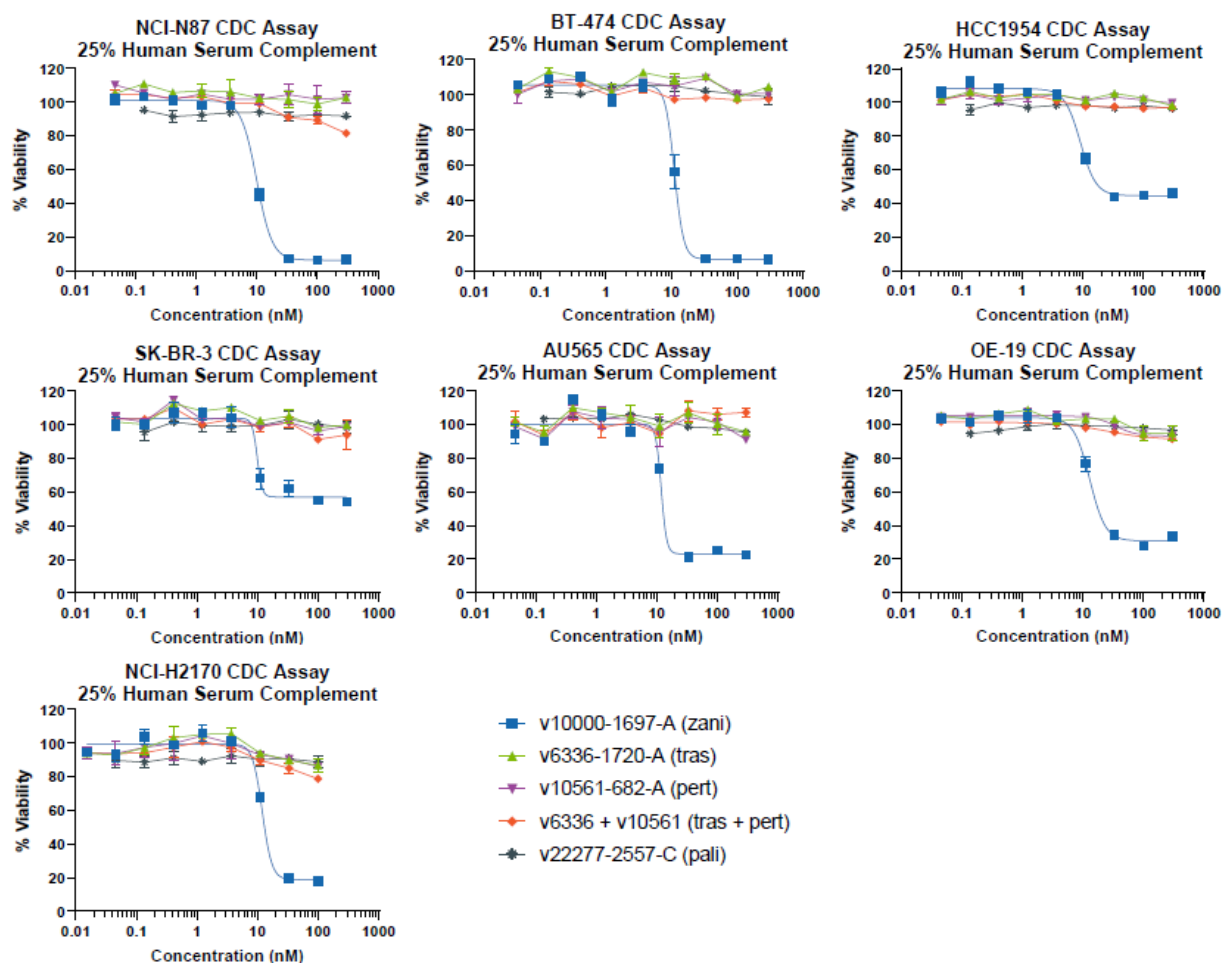 NCI-N87 CDC Assay
25% Human Serum Complement
% Viability
120
100
80
60
40
20
0
0.01 0.1 1 10 100 1000
Concentration (nM)
BT-474 CDC Assay
25% Human Serum Complement
% Viability
120
100
80
60
40
20
0
0.01 0.1 1 10 100 1000
Concentration (nM)
HCC1954 CDC Assay
25% Human Serum Complement
% Viability
120
100
80
60
40
20
0
0.01 0.1 1 10 100 1000
Concentration (nM)
SK-BR-3 CDC Assay
25% Human Serum Complement
% Viability
120
100
80
60
40
20
0
0.01 0.1 1 10 100 1000
Concentration (nM)
AU565 CDC Assay
25% Human Serum Complement
% Viability
120
100
80
60
40
20
0
0.01 0.1 1 10 100 1000
Concentration (nM)
OE-19 CDC Assay
25% Human Serum Complement
% Viability
120
100
80
60
40
20
0
0.01 0.1 1 10 100 1000
Concentration (nM)
NCI-H2170 CDC Assay
25% Human Serum Complement
% Viability
120
100
80
60
40
20
0
0.01 0.1 1 10 100 1000
Concentration (nM)
v10000-1697-A (zani)
v6336-1720-A (tras)
v10561-682-A (pert)
v6336 + v10561 (tras + pert)
v22277-2557-C (pali)